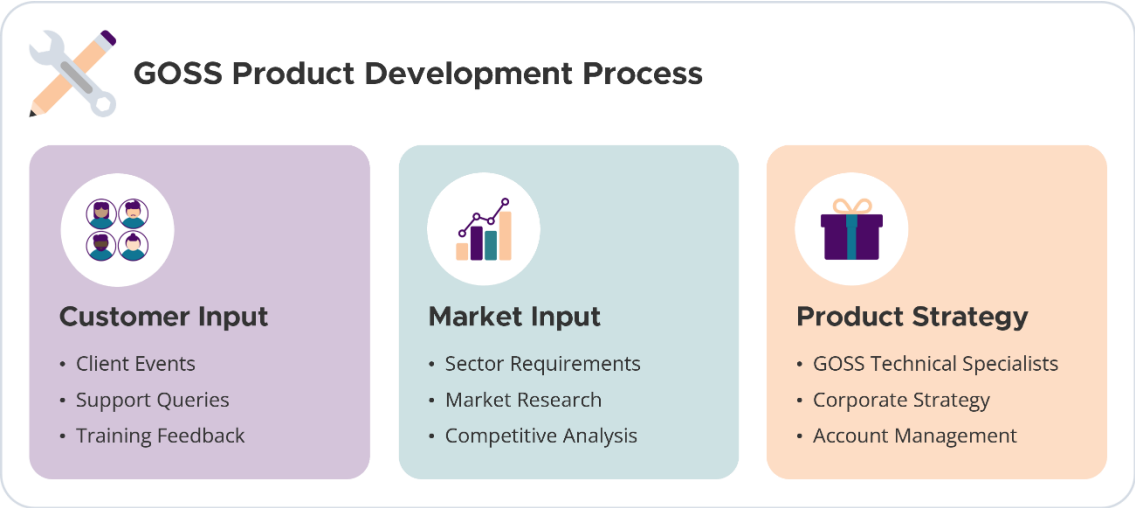 GOSS Product Development Process
Customer Input
• Client Events
• Support Queries
• Training Feedback
Market Input
• Sector Requirements
• Market Research
• Competitive Analysis
Product Strategy
• GOSS Technical Specialists
• Corporate Strategy
• Account Management